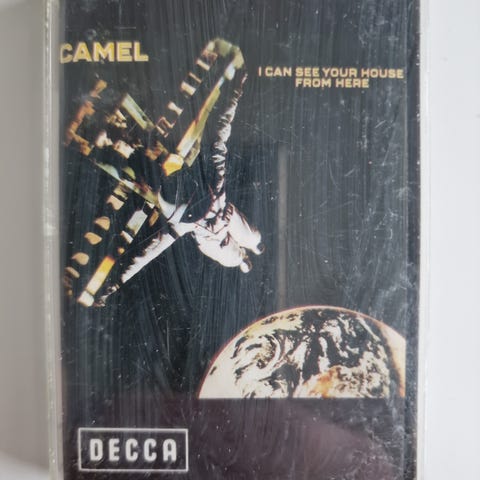 CAMEL
I CAN SEE YOUR HOUSE
FROM HERE
DECCA